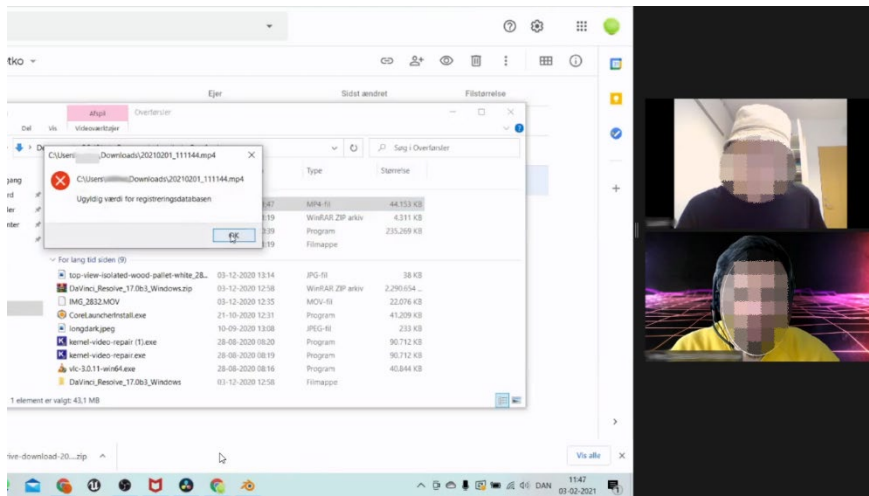 tko
Ejer
Sidst ændret
Filstørrelse
Afspil
Overførsler
Del
Vis
Videoværktøjer
Søg i Overførsler
C:\Users\
Downloads\20210201_111144.mp4
C:\Users\
Downloads\20210201_111144.mp4
Ugyldig værdi for registreringsdatabasen
OK
Type
Størrelse
MP4-fil
44.153 KB
WinRAR ZIP arkiv
4.311 KB
Program
235.269 KB
Filmappe
For lang tid siden (9)
top-view-isolated-wood-pallet-white_28... 03-12-2020 13:14 JPG-fil 38 KB
DaVinci_Resolve_17.0b3_Windows.zip 03-12-2020 12:58 WinRAR ZIP arkiv 2.290.654 ...
IMG_2832.MOV 03-12-2020 12:35 MOV-fil 22.076 KB
CoreLauncherInstall.exe 21-10-2020 12:31 Program 41.209 KB
longdark.jpeg 10-09-2020 13:08 JPEG-fil 233 KB
kernel-video-repair (1).exe 28-08-2020 08:20 Program 90.712 KB
kernel-video-repair.exe 28-08-2020 08:19 Program 90.712 KB
vlc-3.0.11-win64.exe 28-08-2020 08:16 Program 40.844 KB
DaVinci_Resolve_17.0b3_Windows 03-12-2020 12:58 Filmappe
1 element er valgt: 43,1 MB
ive-download-20....zip
Vis alle
DAN
11:47
03-02-2021